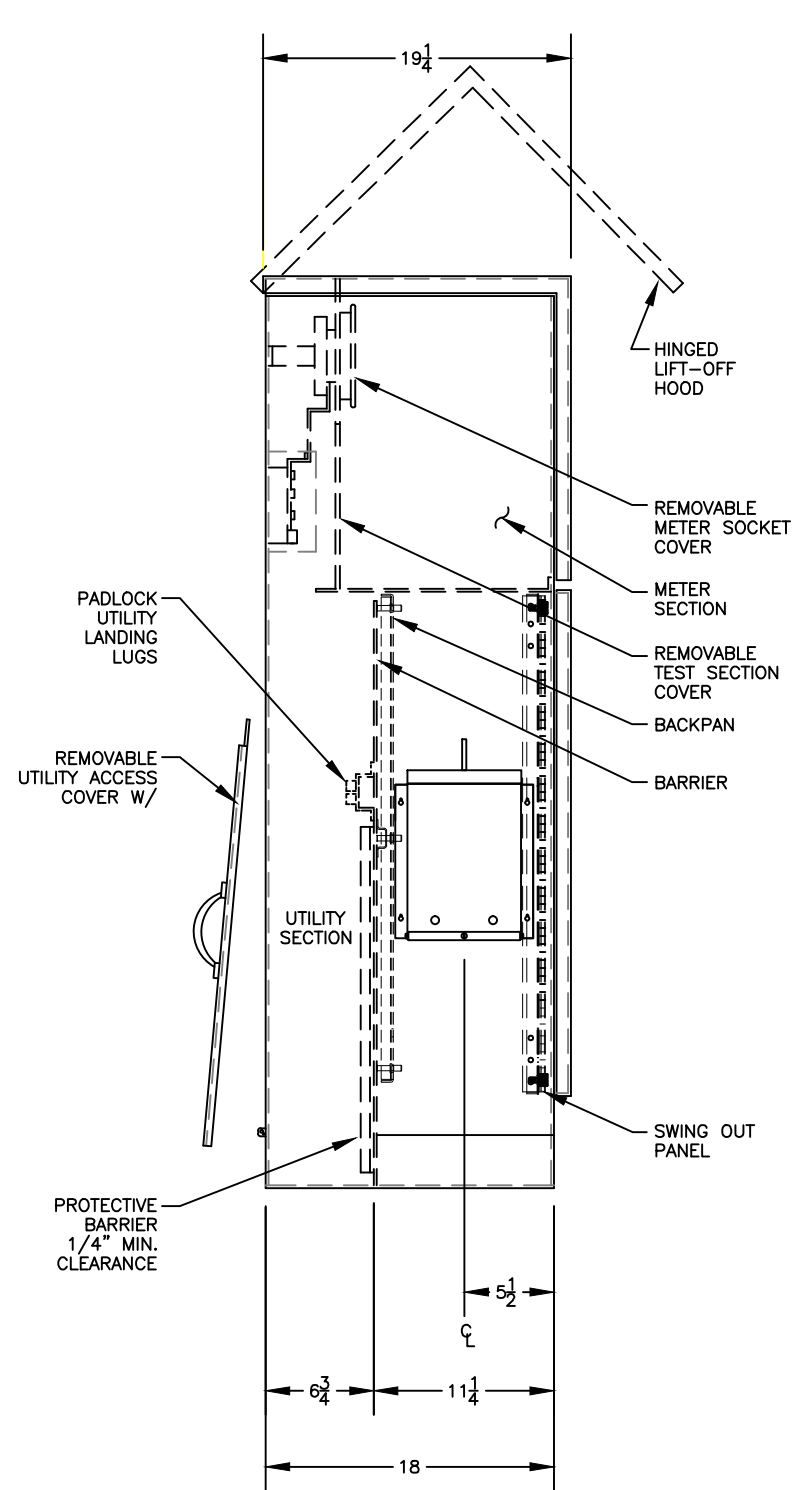 19 1/4
HINGED
LIFT-OFF
HOOD
REMOVABLE
METER SOCKET
COVER
METER
SECTION
REMOVABLE
TEST SECTION
COVER
BACKPAN
BARRIER
PADLOCK
UTILITY
LANDING
LUGS
REMOVABLE
UTILITY ACCESS
COVER W/
UTILITY
SECTION
SWING OUT
PANEL
PROTECTIVE
BARRIER
1/4" MIN.
CLEARANCE
5 1/2
CL
6 3/4
11 1/4
18